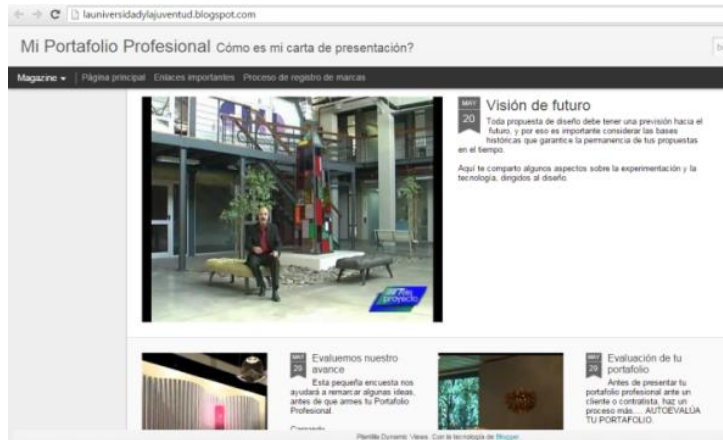 launiversidadylajuventud.blogspot.com
Mi Portafolio Profesional Cómo es mi carta de presentación?
Magazine Página principal Enlaces importantes Proceso de registro de marcas
MAY
20
Visión de futuro
Toda propuesta de diseño debe tener una previsión hacia el
futuro, y por eso es importante considerar las bases
históricas que garantice la permanencia de tus propuestas
en el tiempo.
Aquí te comparto algunos aspectos sobre la experimentación y la
tecnología, dirigidos al diseño.
proyecto
MAY
20
Evaluemos nuestro
avance
Esta pequeña encuesta nos
ayudará a remarcar algunas ideas,
antes de que armes tu Portafolio
Profesional.
Cargando
MAY
20
Evaluación de tu
portafolio
Antes de presentar tu
portafolio profesional ante un
cliente o contratista, haz un
proceso más.... AUTOEVALÚA
TU PORTAFOLIO.
Plantilla Dynamic Views. Con la tecnología de Blogger.